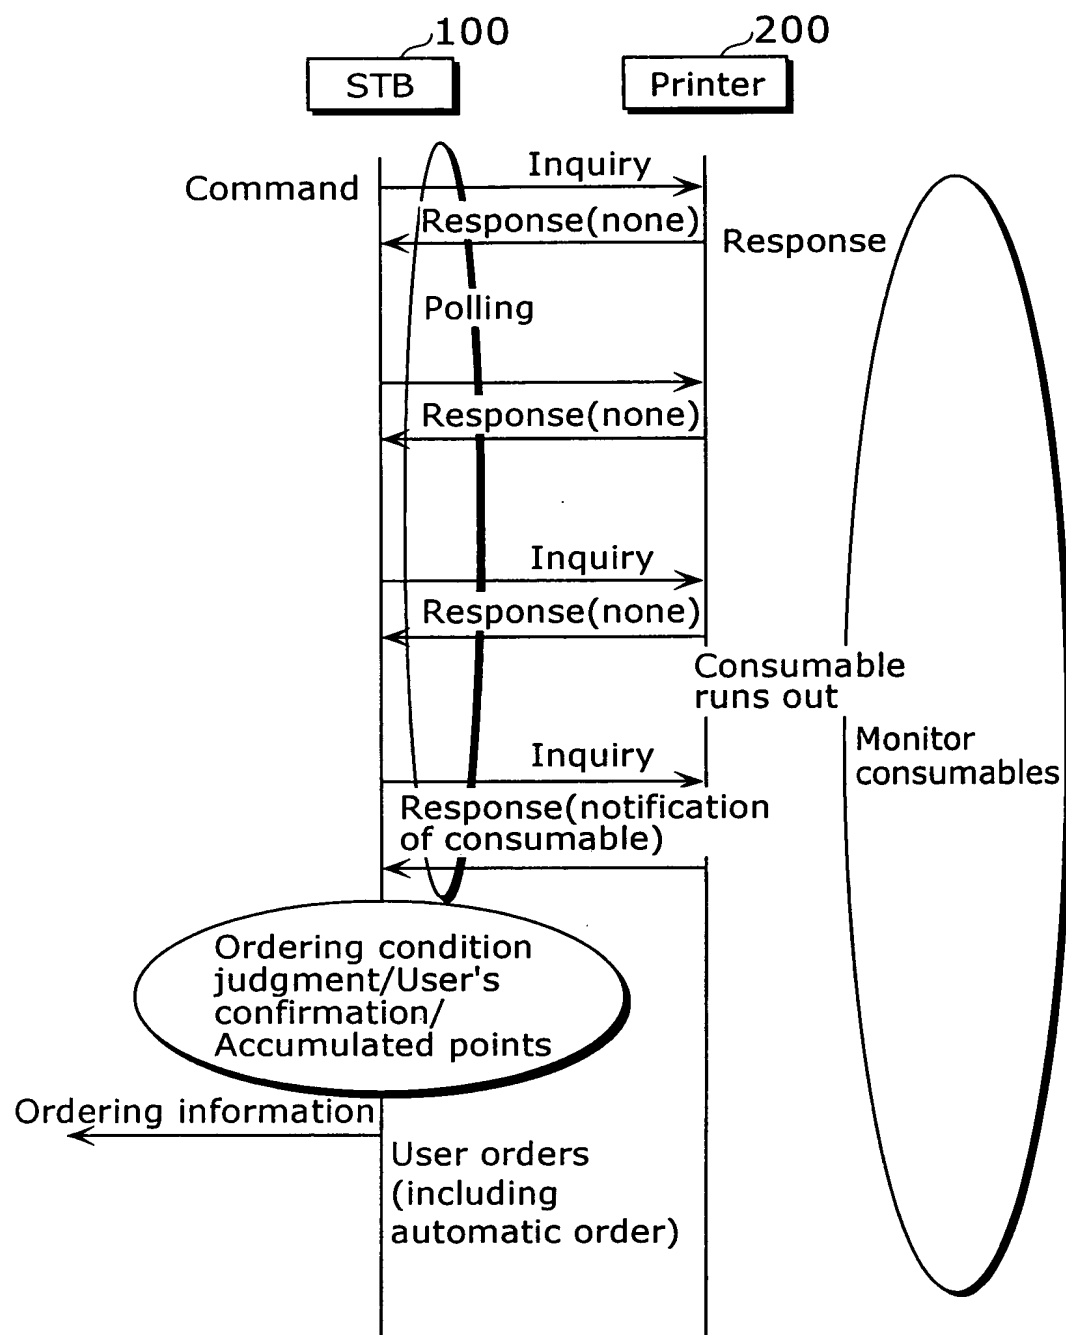 100
200
STB
Printer
Inquiry
Command
Response(none)
Response
Polling
Response(none)
Inquiry
Response(none)
Consumable
runs out
Monitor
consumables
Inquiry
Response(notification
of consumable)
Ordering condition
judgment/User's
confirmation/
Accumulated points
Ordering information
User orders
(including
automatic order)